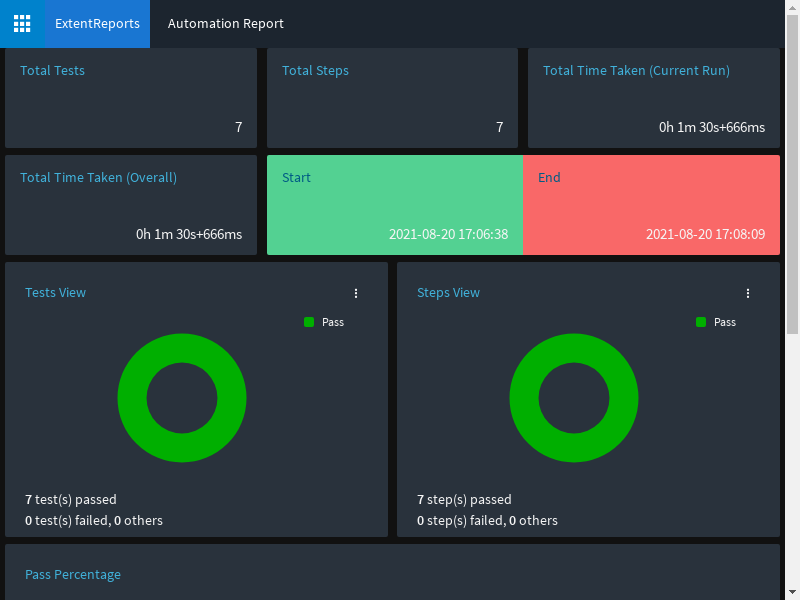 ExtentReports
Automation Report
Total Tests
7
Total Steps
7
Total Time Taken (Current Run)
0h 1m 30s+666ms
Total Time Taken (Overall)
0h 1m 30s+666ms
Start
2021-08-20 17:06:38
End
2021-08-20 17:08:09
Tests View
Pass
7 test(s) passed
0 test(s) failed, 0 others
Steps View
Pass
7 step(s) passed
0 step(s) failed, 0 others
Pass Percentage